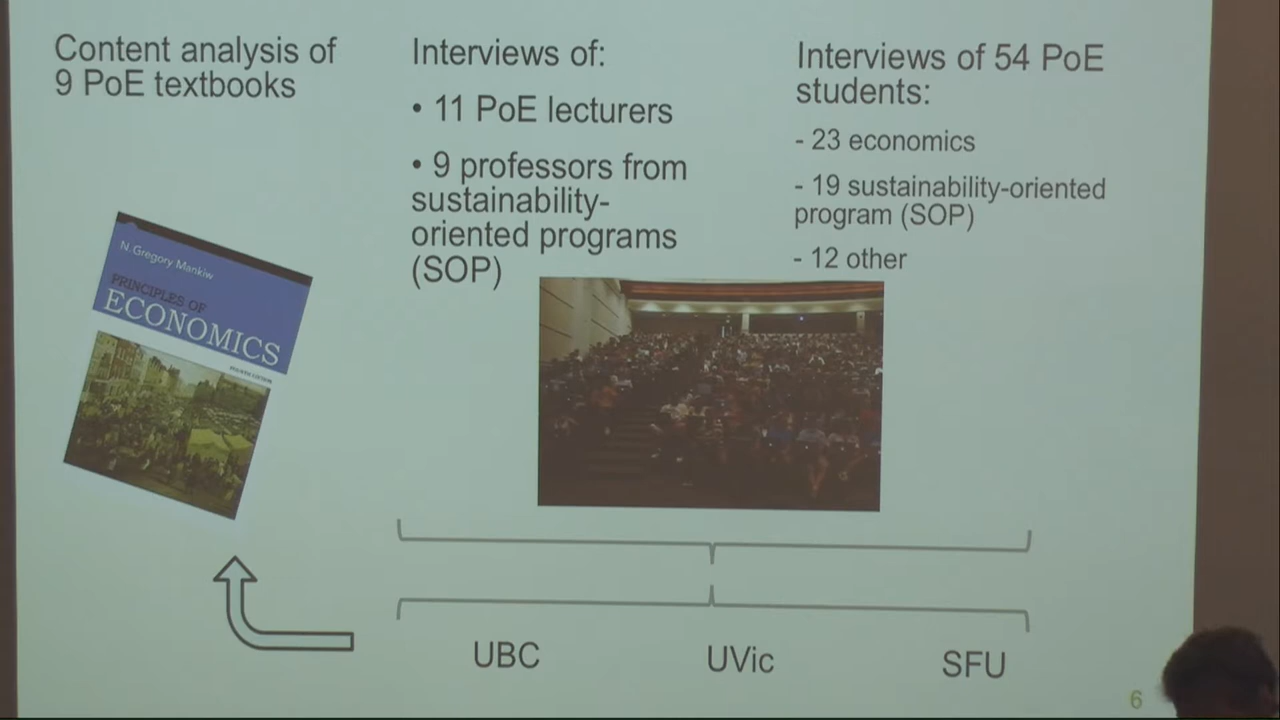 Content analysis of
9 PoE textbooks
Interviews of:
• 11 PoE lecturers
• 9 professors from
sustainability-
oriented programs
(SOP)
Interviews of 54 PoE
students:
- 23 economics
- 19 sustainability-oriented
program (SOP)
- 12 other
N. Gregory Mankiw
PRINCIPLES OF
ECONOMICS
FOURTH EDITION
UBC
UVic
SFU
6